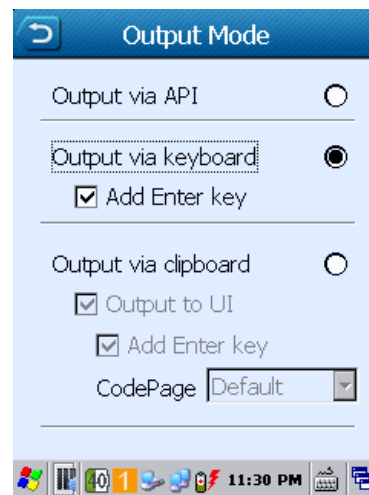 Output Mode
Output via API
Output via keyboard
Add Enter key
Output via clipboard
Output to UI
Add Enter key
CodePage Default
40 1 11:30 PM